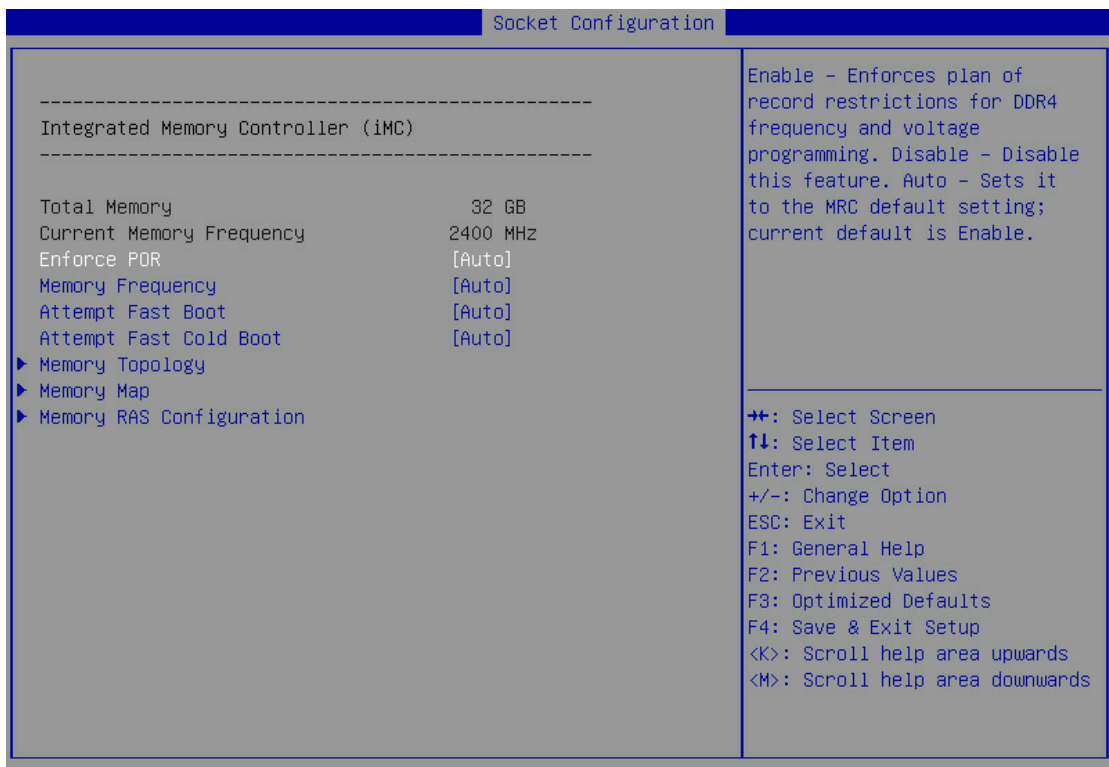 Socket Configuration
--------------------------------------------------
Integrated Memory Controller (iMC)
--------------------------------------------------
Total Memory 32 GB
Current Memory Frequency 2400 MHz
Enforce POR [Auto]
Memory Frequency [Auto]
Attempt Fast Boot [Auto]
Attempt Fast Cold Boot [Auto]
Memory Topology
Memory Map
Memory RAS Configuration
Enable – Enforces plan of
record restrictions for DDR4
frequency and voltage
programming. Disable – Disable
this feature. Auto – Sets it
to the MRC default setting;
current default is Enable.
→←: Select Screen
↑↓: Select Item
Enter: Select
+/-: Change Option
ESC: Exit
F1: General Help
F2: Previous Values
F3: Optimized Defaults
F4: Save & Exit Setup
<K>: Scroll help area upwards
<M>: Scroll help area downwards